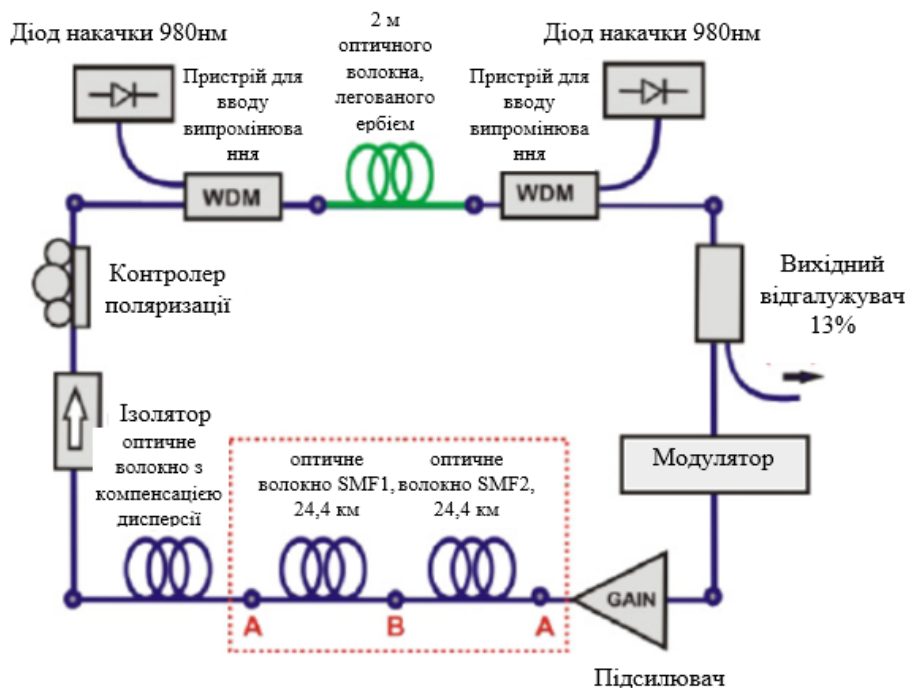 Діод накачки 980нм
2 м
оптичного
волокна,
легованого
ербієм
Діод накачки 980нм
Пристрій для
вводу
випромінюва
ння
Пристрій для
вводу
випромінюва
ння
WDM
WDM
Контролер
поляризації
Вихідний
відгалужувач
13%
Ізолятор
оптичне
волокно з
компенсацією
дисперсії
оптичне
волокно SMF1,
24,4 км
оптичне
волокно SMF2,
24,4 км
Модулятор
GAIN
A
B
A
Підсилювач